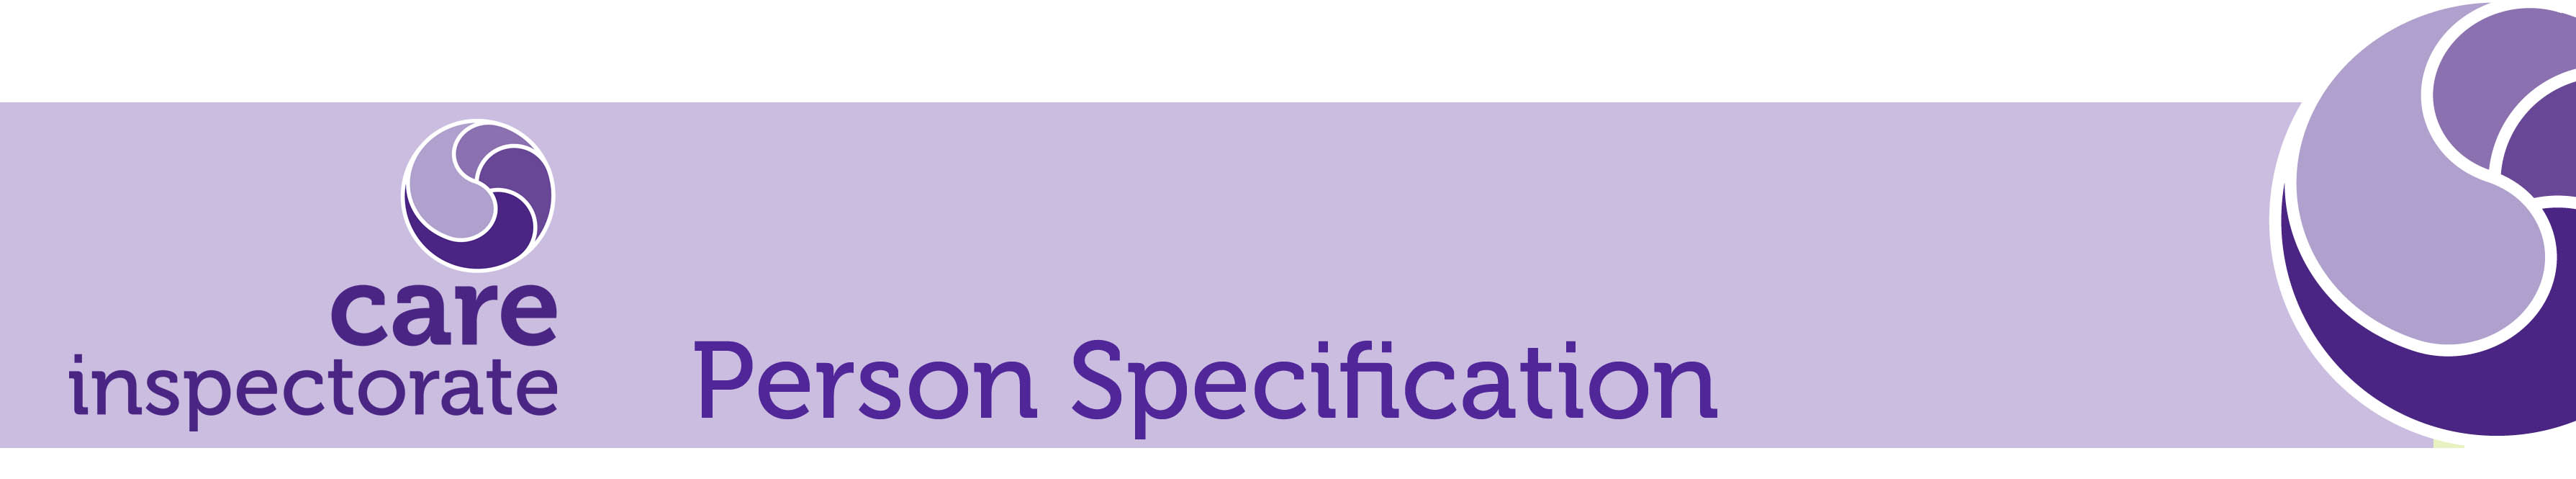 care
inspectorate
Person Specification